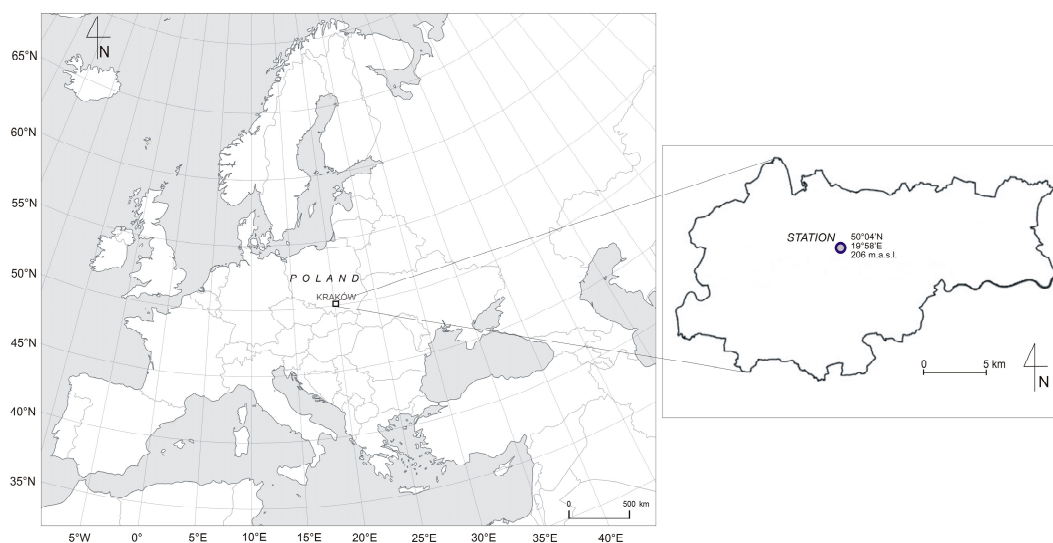 N
65°N
60°N
55°N
50°N
45°N
40°N
35°N
POLAND
KRAKÓW
0 500 km
5°W 0° 5°E 10°E 15°E 20°E 25°E 30°E 35°E 40°E
STATION
50°04'N
19°58'E
206 m.a.s.l.
0 5 km
N